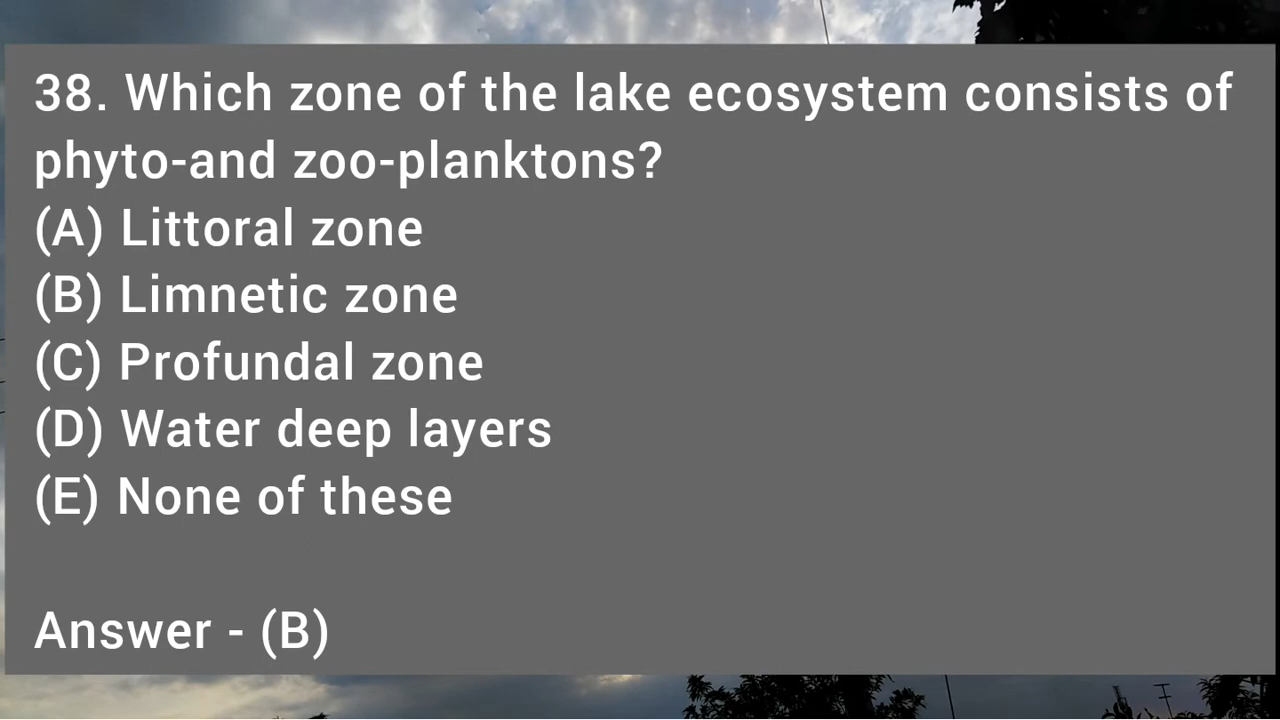 38. Which zone of the lake ecosystem consists of
phyto-and zoo-planktons?
(A) Littoral zone
(B) Limnetic zone
(C) Profundal zone
(D) Water deep layers
(E) None of these
Answer - (B)